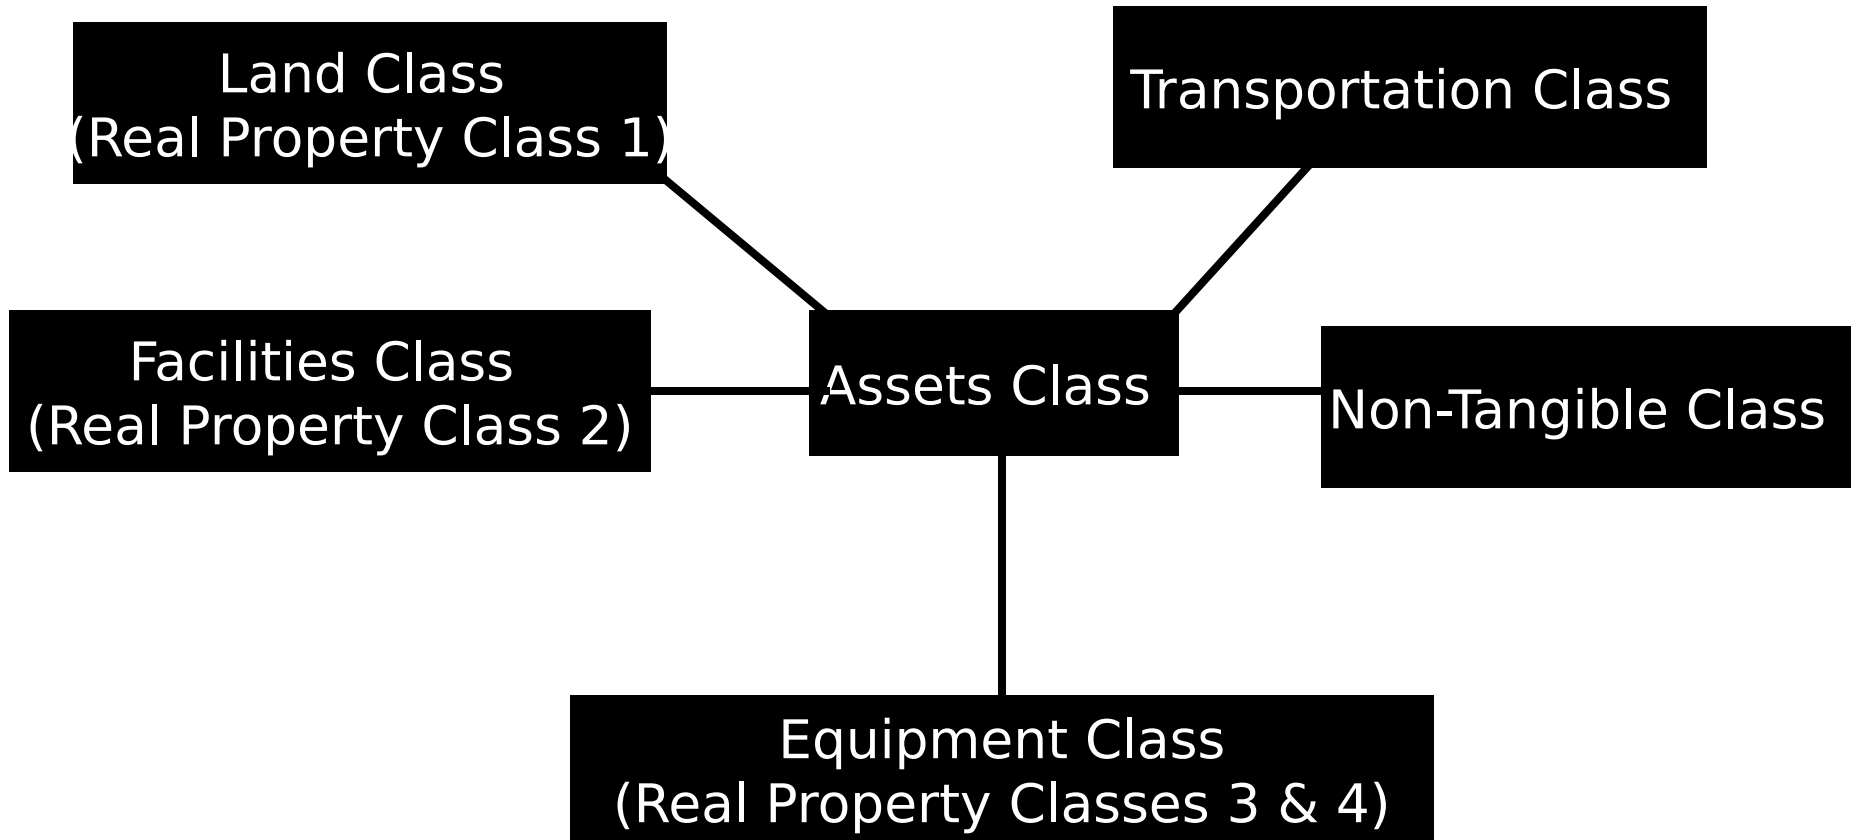 Land Class
(Real Property Class 1)
Transportation Class
Facilities Class
(Real Property Class 2)
Assets Class
Non-Tangible Class
Equipment Class
(Real Property Classes 3 & 4)